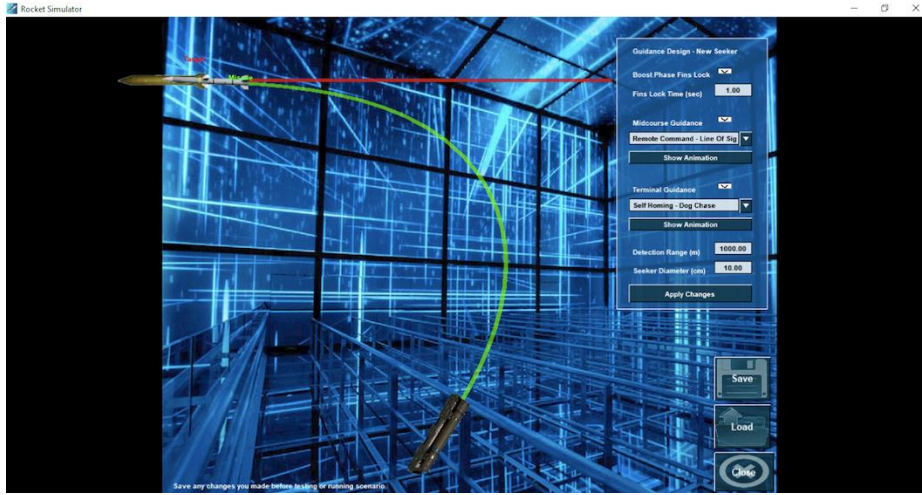 Rocket Simulator
Target
Missile
Guidance Design - New Seeker
Boost Phase Fins Lock
Fins Lock Time (sec)
1.00
Midcourse Guidance
Remote Command - Line Of Sig
Show Animation
Terminal Guidance
Self Homing - Dog Chase
Show Animation
Detection Range (m)
1000.00
Seeker Diameter (cm)
10.00
Apply Changes
Save
Load
Close
Save any changes you made before testing or running scenario.